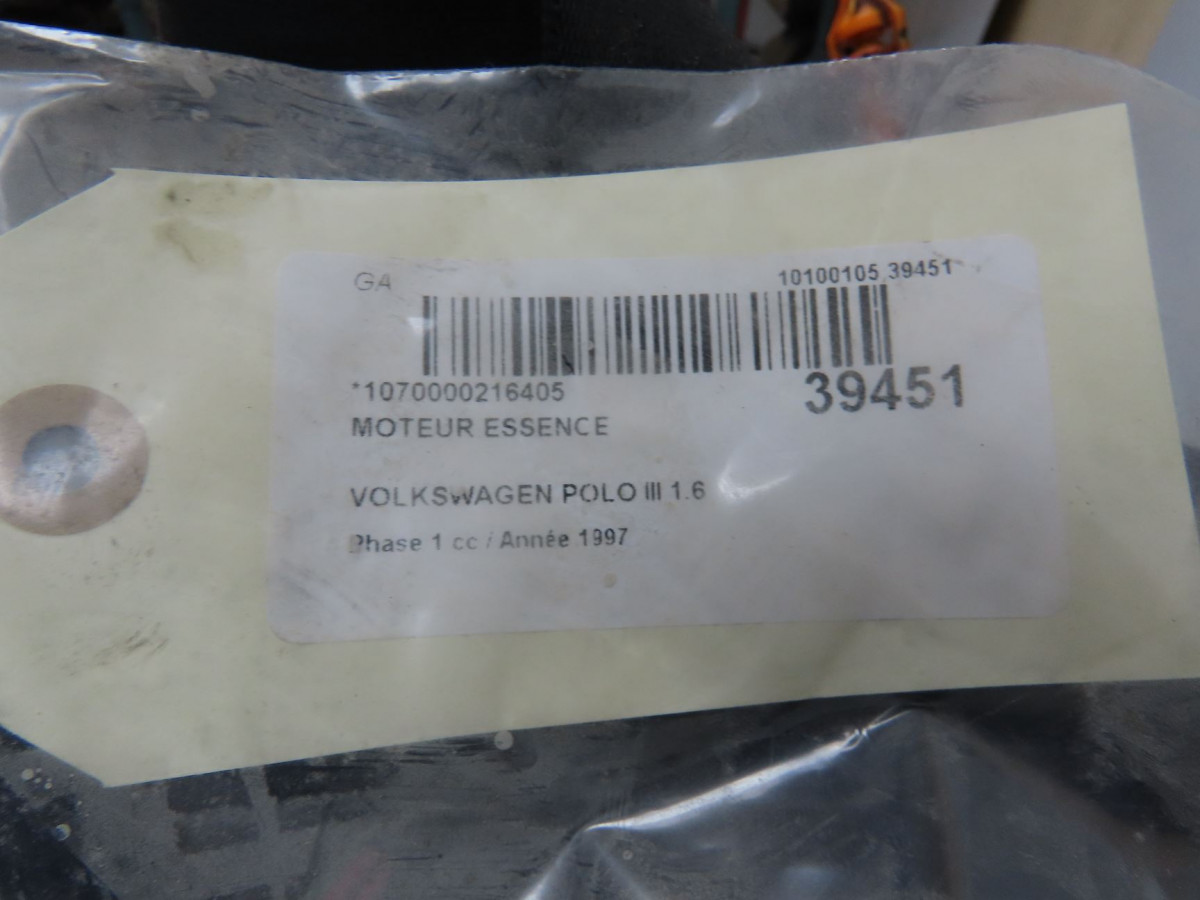 GA 10100105 39451
*1070000216405 39451
MOTEUR ESSENCE
VOLKSWAGEN POLO III 1.6
Phase 1 cc / Année 1997